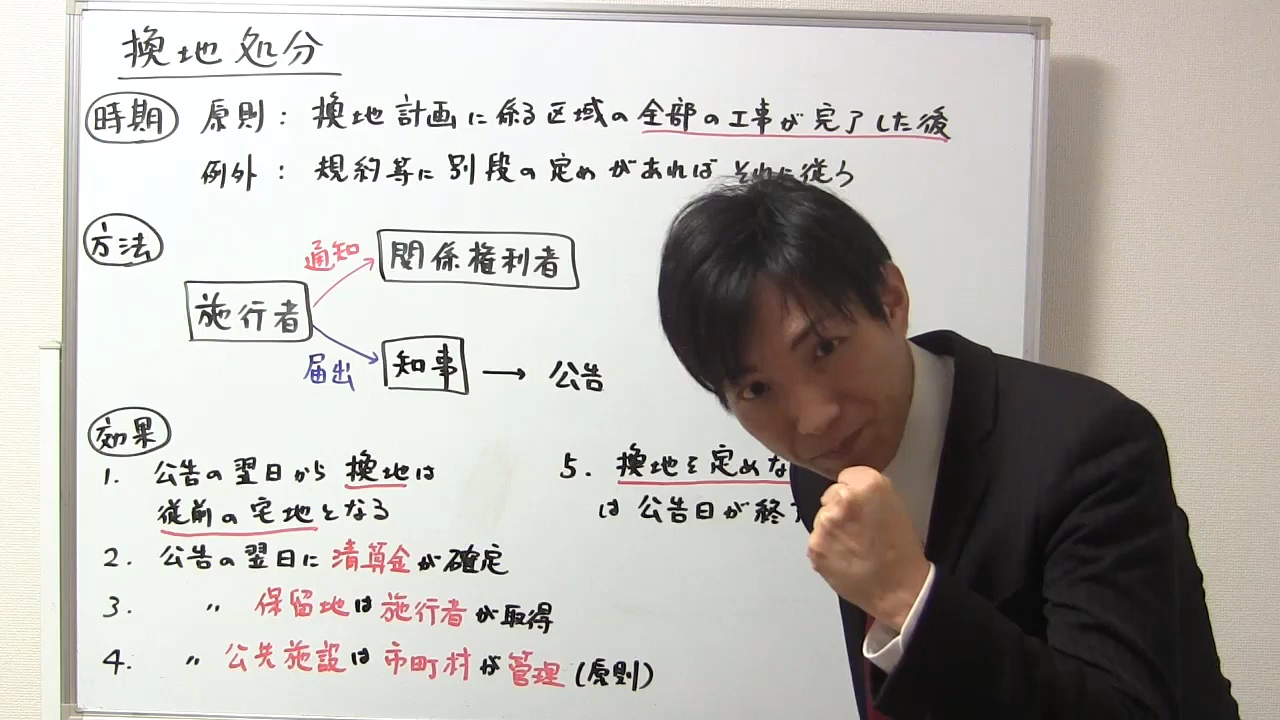 換地処分
時期 原則：換地計画に係る区域の全部の工事が完了した後
例外：規約等に別段の定めがあれば それに従う
方法
通知 関係権利者
施行者
届出 知事 → 公告
効果
1. 公告の翌日から 換地は
従前の宅地となる
2. 公告の翌日に 清算金が確定
3. 〃 保留地は 施行者が取得
4. 〃 公共施設は 市町村が管理(原則)
5. 換地を定めな
は 公告日が終